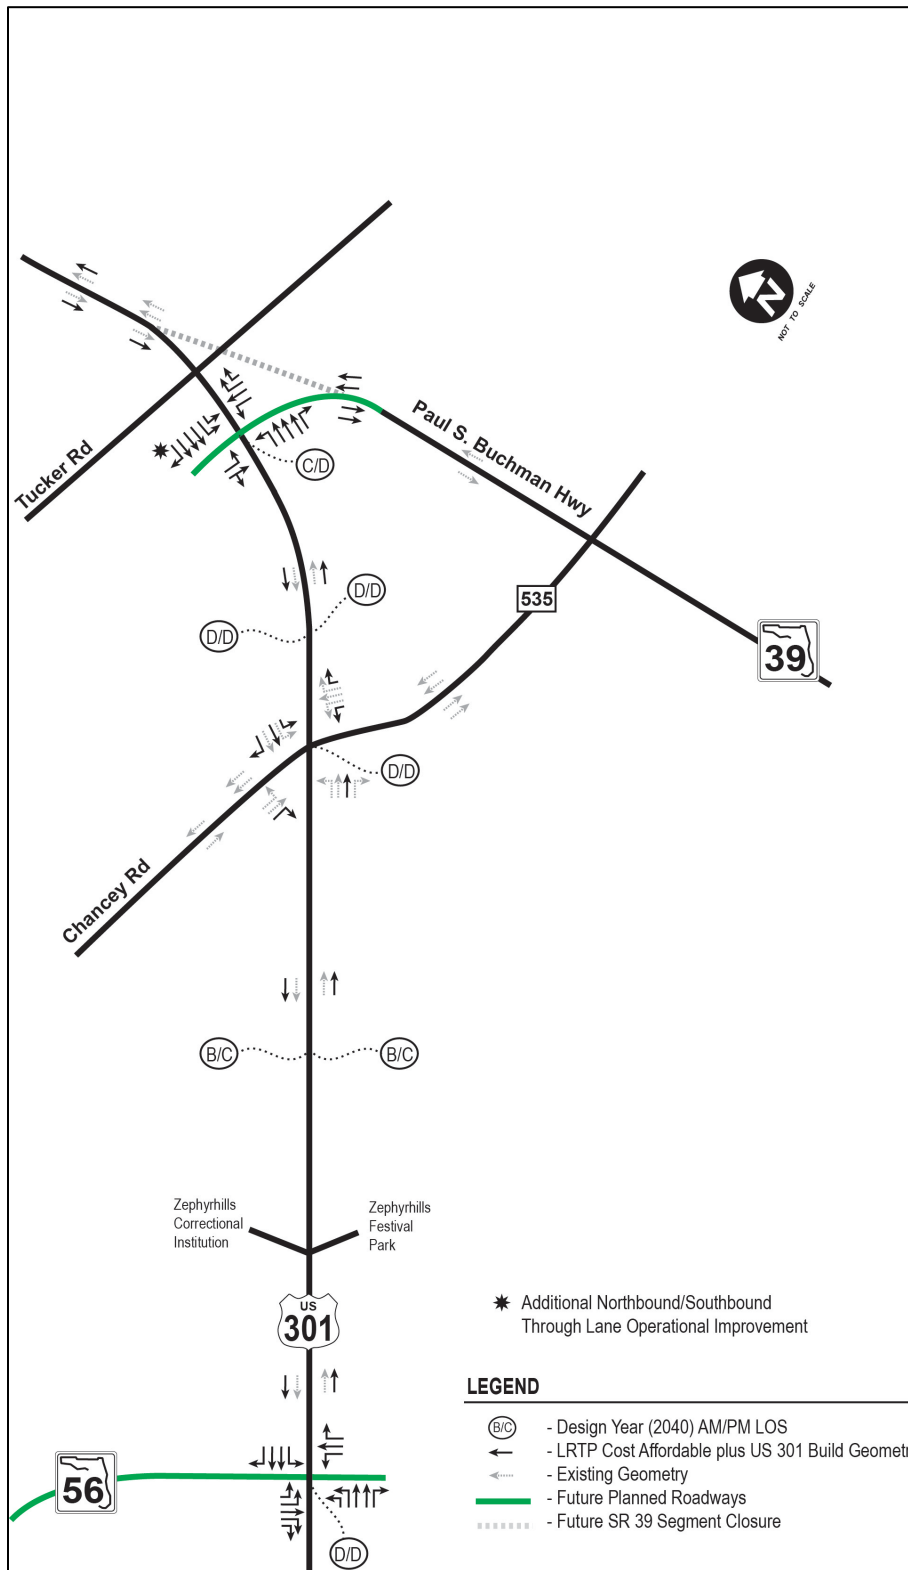 N
NOT TO SCALE
Tucker Rd
Paul S. Buchman Hwy
C/D
D/D
D/D
535
39
D/D
Chancey Rd
B/C
B/C
Zephyrhills
Correctional
Institution
Zephyrhills
Festival
Park
US
301
Additional Northbound/Southbound
Through Lane Operational Improvement
LEGEND
B/C - Design Year (2040) AM/PM LOS
- LRTP Cost Affordable plus US 301 Build Geometr
- Existing Geometry
- Future Planned Roadways
- Future SR 39 Segment Closure
56
D/D